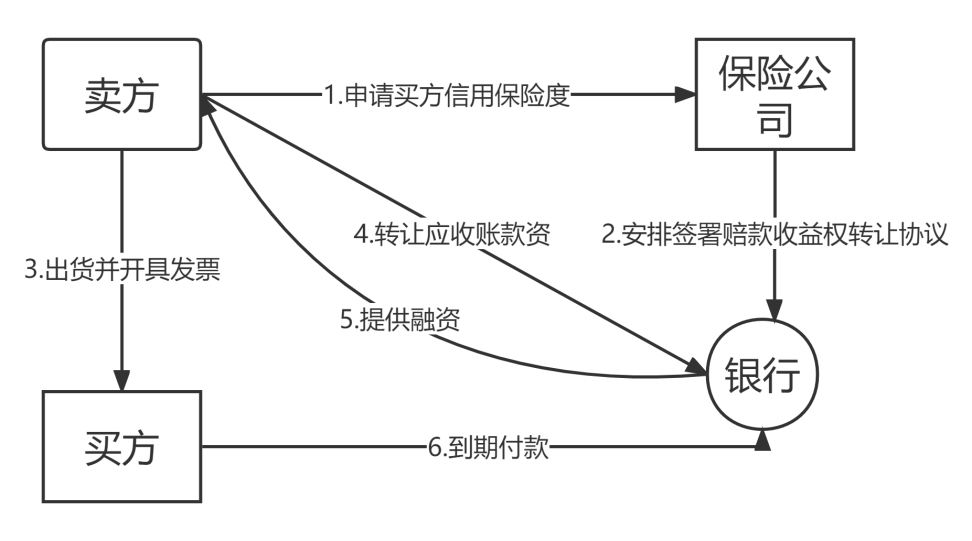 卖方
1.申请买方信用保险度
保险公
司
4.转让应收账款资
2.安排签署赔款收益权转让协议
3.出货并开具发票
5.提供融资
银行
买方
6.到期付款